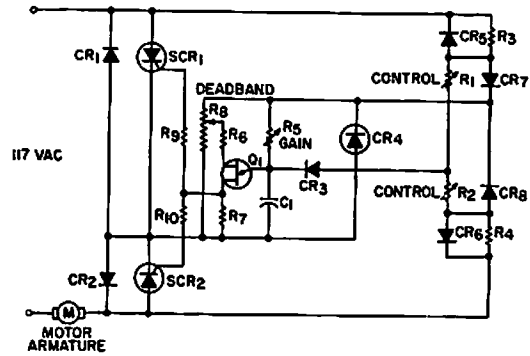 CR5
R3
CR1
SCR1
DEADBAND
CONTROL
R1
CR7
R8
R6
R5
GAIN
CR4
R9
117 VAC
Q1
CR3
CONTROL
R2
CR8
R10
R7
C1
CR6
R4
CR2
SCR2
M
MOTOR
ARMATURE